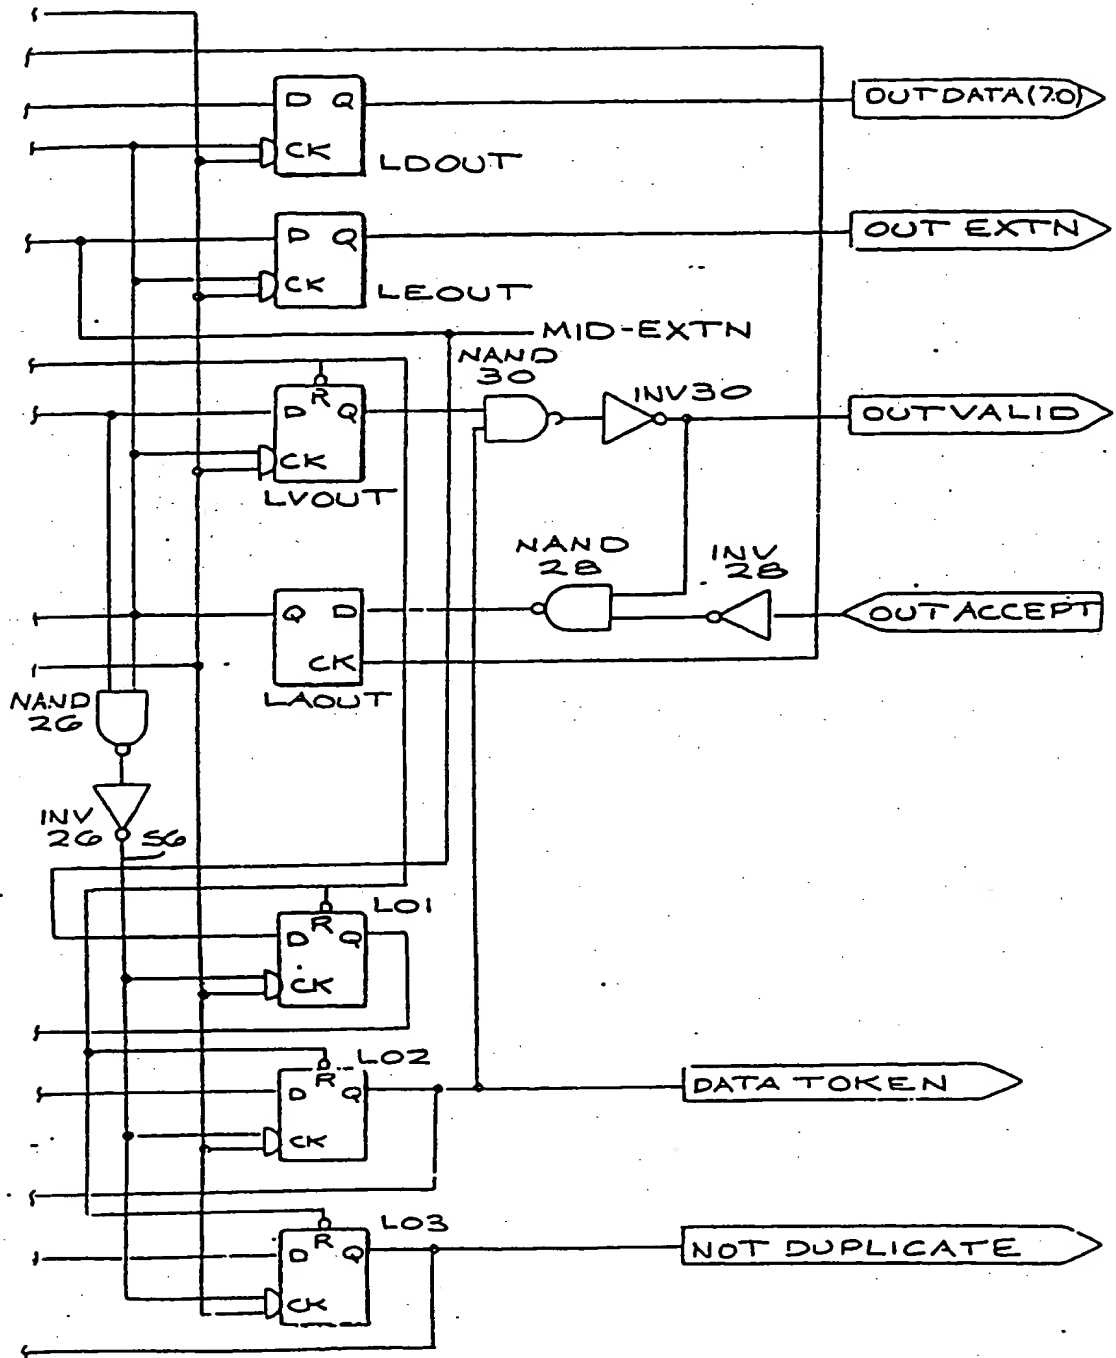 D Q
OUTDATA(7.0)
CK
LDOUT
D Q
OUT EXTN
CK
LEOUT
MID-EXTN
NAND
30
R
D Q
INV30
OUTVALID
CK
LVOUT
NAND
28
INV
28
Q D
OUTACCEPT
CK
LAOUT
NAND
26
INV
26
S6
LO1
R
D Q
CK
LO2
R
D Q
CK
DATA TOKEN
LO3
R
D Q
CK
NOT DUPLICATE